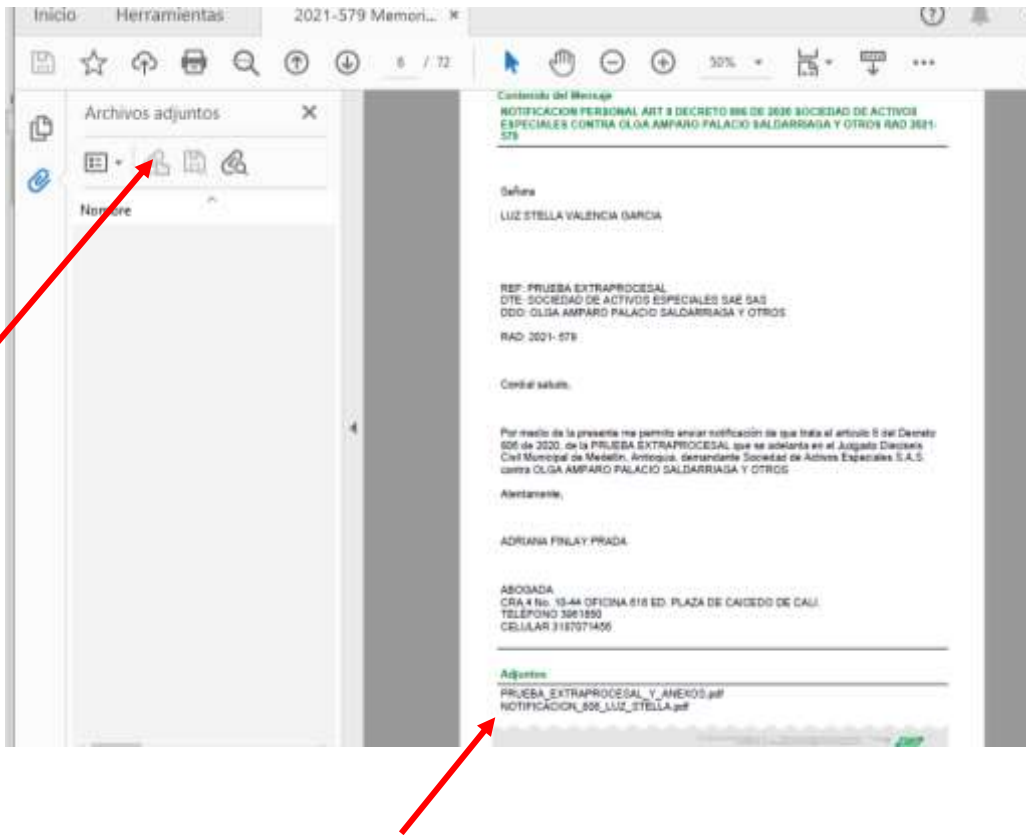 Inicio Herramientas 2021-579 Memori... ×
6 / 72 50%
Archivos adjuntos ×
Nombre
Contenido del Mensaje
NOTIFICACION PERSONAL ART 8 DECRETO 806 DE 2020 SOCIEDAD DE ACTIVOS
ESPECIALES CONTRA OLGA AMPARO PALACIO SALDARRIAGA Y OTROS RAD 2021-
579
Señora
LUZ STELLA VALENCIA GARCIA
REF: PRUEBA EXTRAPROCESAL
DTE: SOCIEDAD DE ACTIVOS ESPECIALES SAE SAS
DDO: OLGA AMPARO PALACIO SALDARRIAGA Y OTROS
RAD: 2021- 579
Cordial saludo,
Por medio de la presente me permito enviar notificación de que trata el articulo 8 del Decreto
806 de 2020, de la PRUEBA EXTRAPROCESAL que se adelanta en el Juzgado Dieciseis
Civil Municipal de Medellín, Antioquia, demandante Sociedad de Activos Especiales S.A.S
contra OLGA AMPARO PALACIO SALDARRIAGA Y OTROS
Atentamente,
ADRIANA FINLAY PRADA
ABOGADA
CRA 4 No. 10-44 OFICINA 616 ED. PLAZA DE CAICEDO DE CALI.
TELÉFONO 3961850
CELULAR 3187071456
Adjuntos
PRUEBA_EXTRAPROCESAL_Y_ANEXOS.pdf
NOTIFICACION_806_LUZ_STELLA.pdf